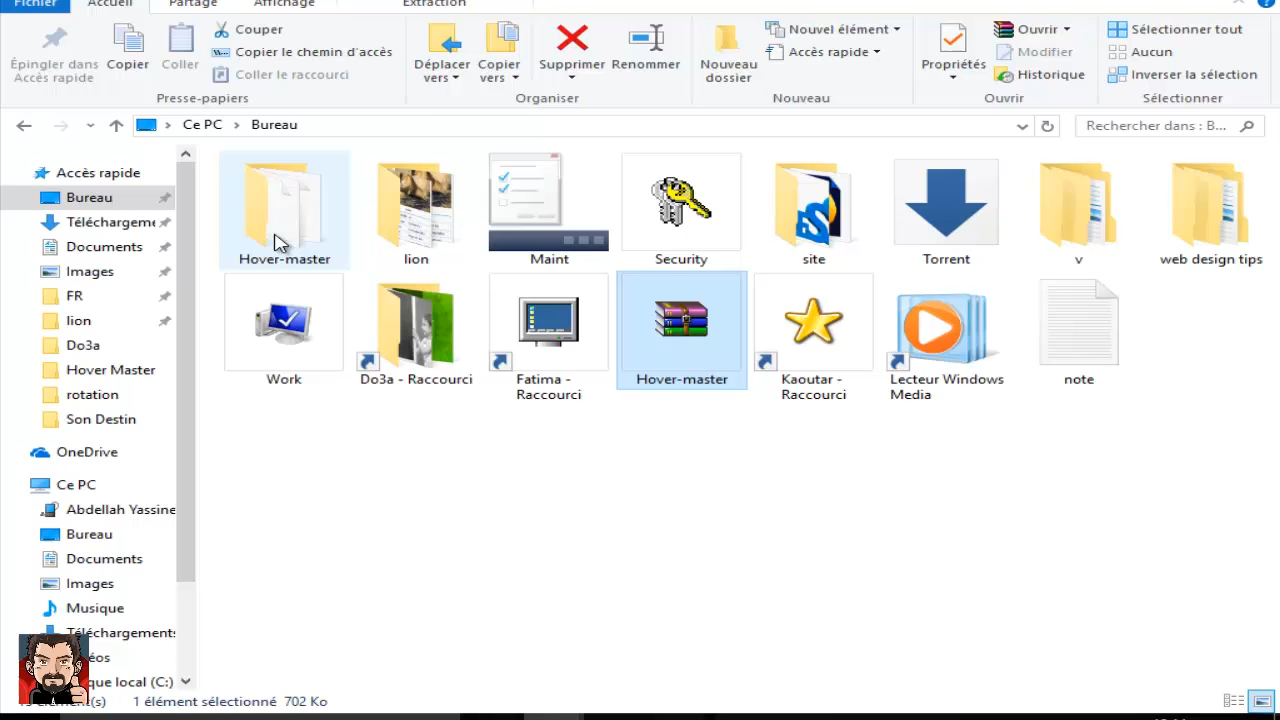 Fichier Accueil Partage Affichage Extraction
Épingler dans Accès rapide
Copier
Coller
Couper
Copier le chemin d'accès
Coller le raccourci
Presse-papiers
Déplacer vers
Copier vers
Supprimer
Renommer
Organiser
Nouveau dossier
Nouvel élément
Accès rapide
Nouveau
Propriétés
Ouvrir
Modifier
Historique
Ouvrir
Sélectionner tout
Aucun
Inverser la sélection
Sélectionner
Ce PC > Bureau
Rechercher dans : B...
Accès rapide
Bureau
Téléchargeme
Documents
Images
FR
lion
Do3a
Hover Master
rotation
Son Destin
OneDrive
Ce PC
Abdellah Yassine
Bureau
Documents
Images
Musique
Téléchargements
éos
que local (C:)
Hover-master
lion
Maint
Security
site
Torrent
v
web design tips
Work
Do3a - Raccourci
Fatima - Raccourci
Hover-master
Kaoutar - Raccourci
Lecteur Windows Media
note
1 élément sélectionné 702 Ko